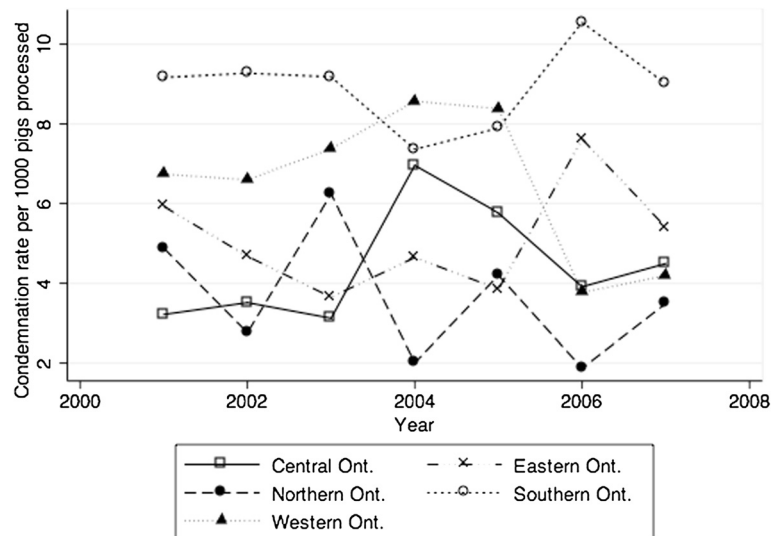 Condemnation rate per 1000 pigs processed
10
8
6
4
2
2000 2002 2004 2006 2008
Year
Central Ont. Eastern Ont.
Northern Ont. Southern Ont.
Western Ont.